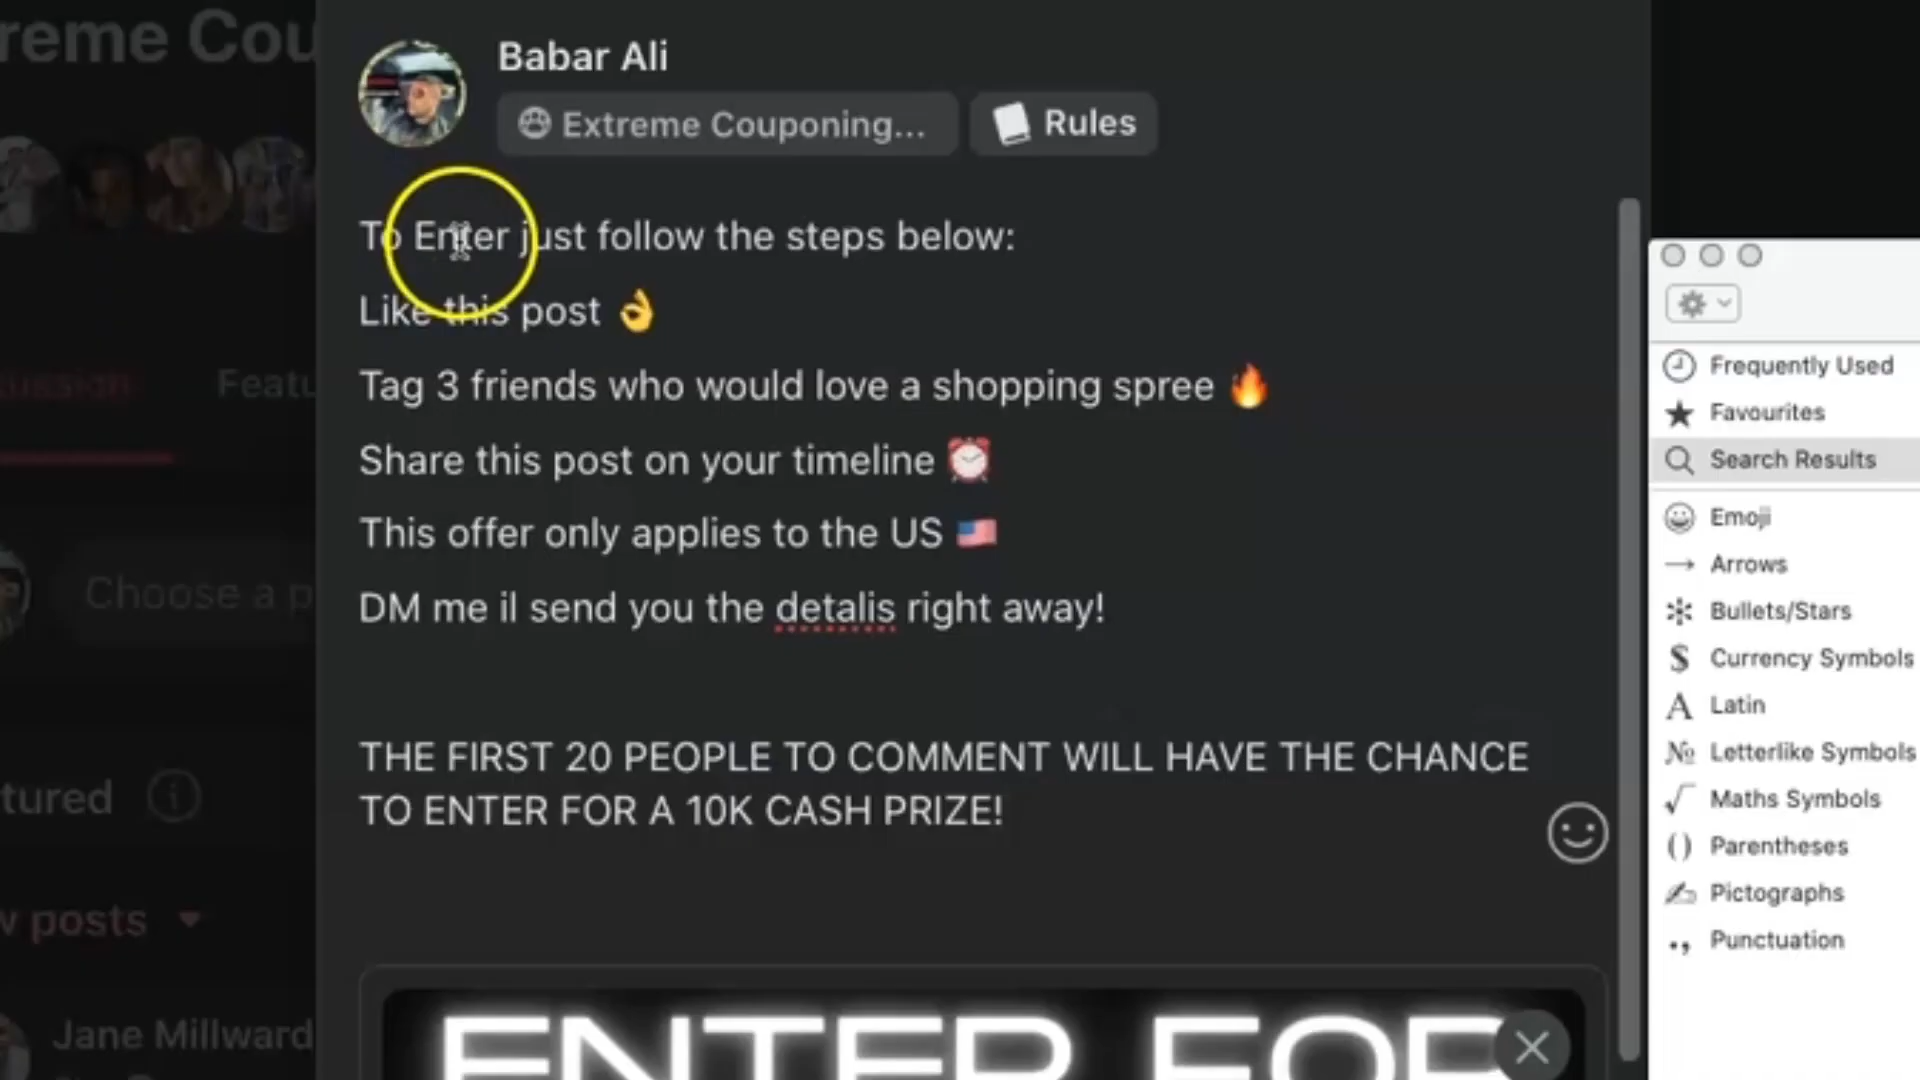 reme Cou
Babar Ali
Extreme Couponing...
Rules
To Enter just follow the steps below:
Like this post 👌
Tag 3 friends who would love a shopping spree 🔥
Share this post on your timeline ⏰
This offer only applies to the US 🇺🇸
DM me il send you the detalis right away!
THE FIRST 20 PEOPLE TO COMMENT WILL HAVE THE CHANCE
TO ENTER FOR A 10K CASH PRIZE!
ENTER FOR
ussion
Featu
Choose a p
tured
w posts
Jane Millward
Frequently Used
Favourites
Search Results
Emoji
Arrows
Bullets/Stars
Currency Symbols
Latin
Letterlike Symbols
Maths Symbols
Parentheses
Pictographs
Punctuation